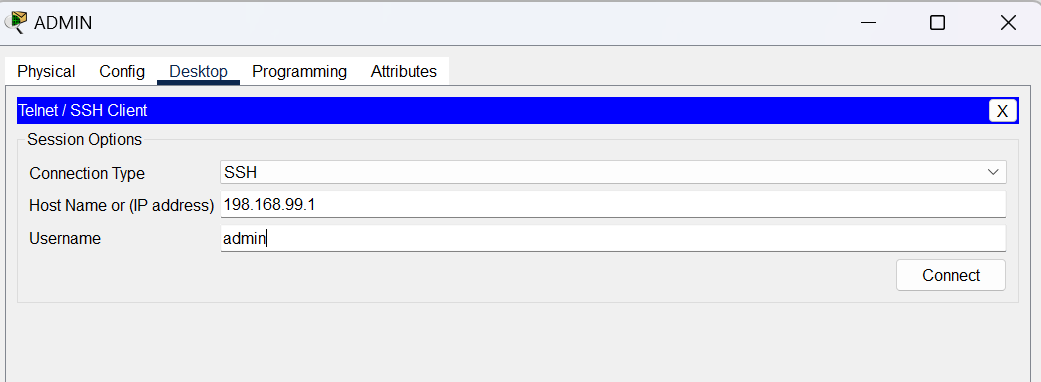 ADMIN
Physical Config Desktop Programming Attributes
Telnet / SSH Client X
Session Options
Connection Type SSH
Host Name or (IP address) 198.168.99.1
Username admin
Connect